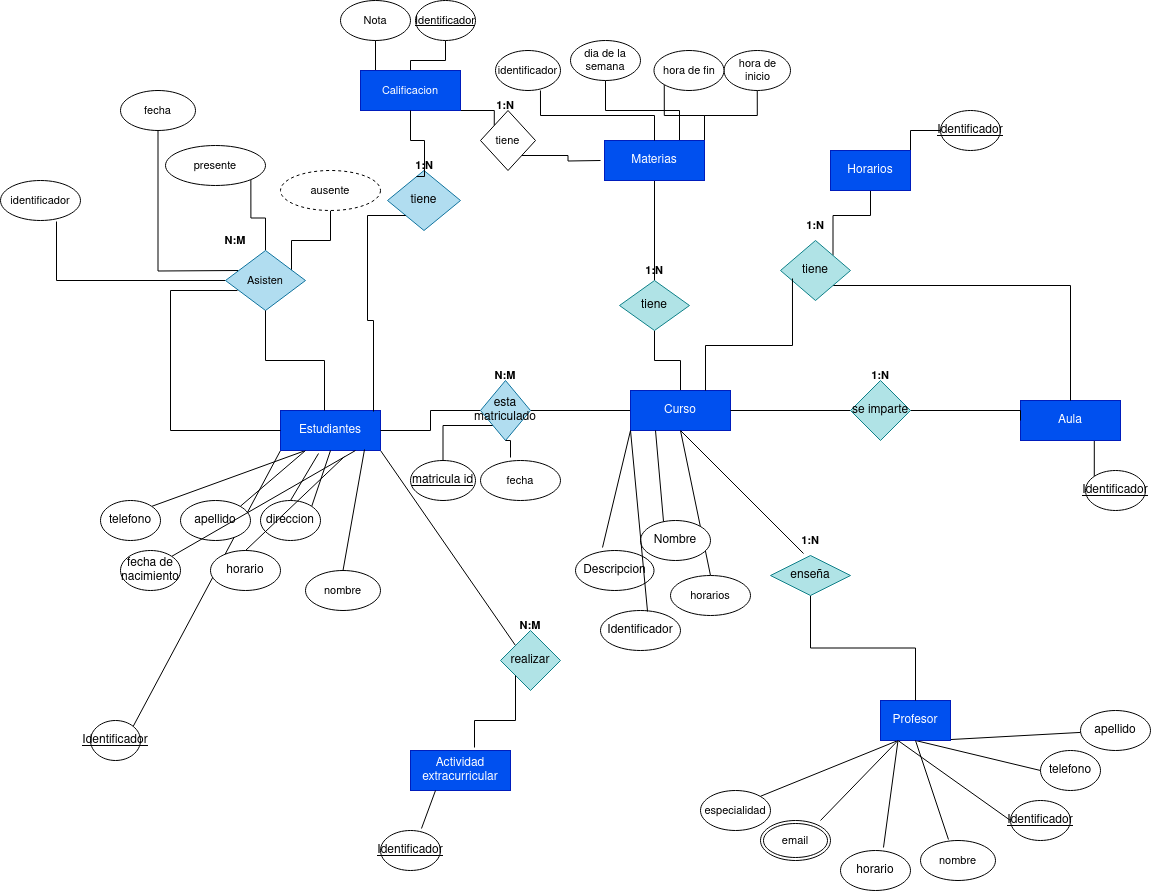 Nota
Identificador
Calificacion
identificador
dia de la
semana
hora de fin
hora de
inicio
1:N
tiene
Materias
fecha
presente
ausente
identificador
N:M
Asisten
1:N
tiene
Identificador
Horarios
1:N
tiene
1:N
tiene
N:M
esta
matriculado
Estudiantes
matricula id
fecha
Curso
1:N
se imparte
Aula
Identificador
telefono
apellido
direccion
fecha de
nacimiento
horario
nombre
Identificador
Nombre
Descripcion
horarios
Identificador
1:N
enseña
N:M
realizar
Actividad
extracurricular
Identificador
Profesor
apellido
telefono
Identificador
especialidad
email
horario
nombre